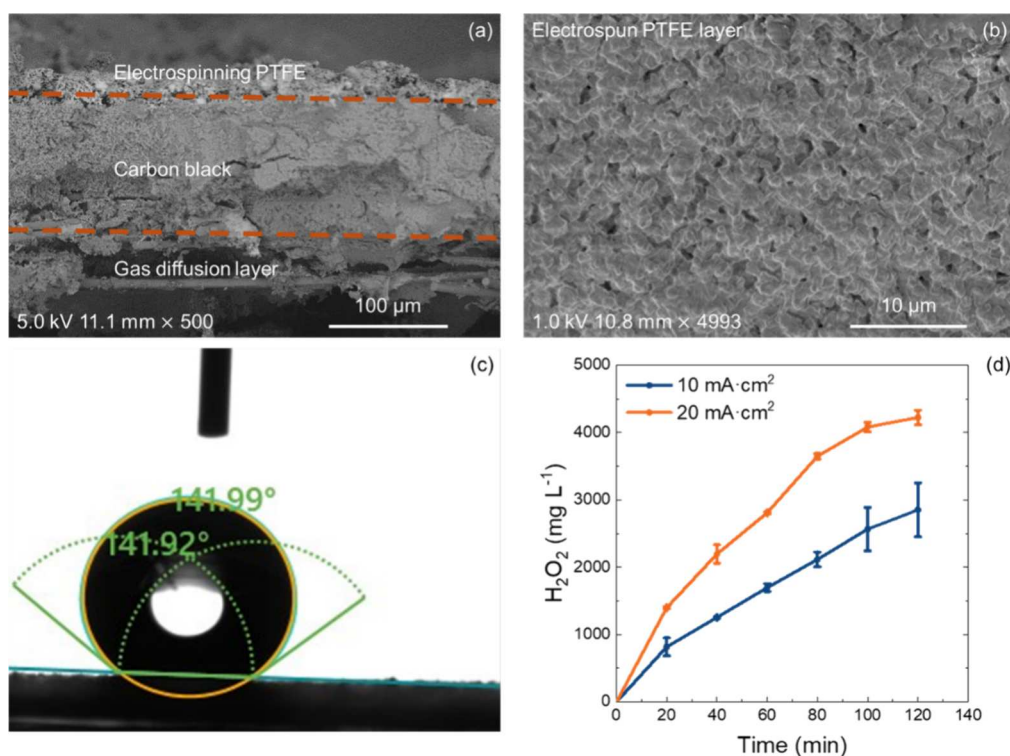 (a)
Electrospinning PTFE
Carbon black
Gas diffusion layer
100 μm
5.0 kV 11.1 mm × 500
Electrospun PTFE layer
(b)
10 μm
1.0 kV 10.8 mm × 4993
(c)
141.99°
141.92°
(d)
10 mA·cm²
20 mA·cm²
H₂O₂ (mg L⁻¹)
5000
4000
3000
2000
1000
0
0 20 40 60 80 100 120 140
Time (min)